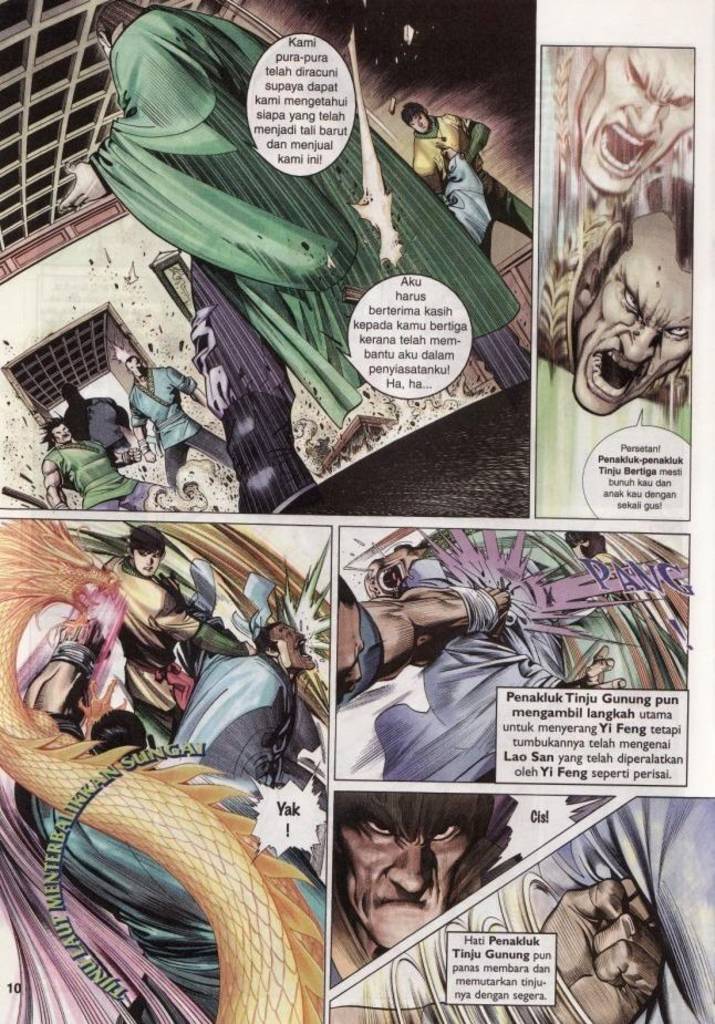 Kami
pura-pura
telah diracuni
supaya dapat
kami mengetahui
siapa yang telah
menjadi tali barut
dan menjual
kami ini!
Aku
harus
berterima kasih
kepada kamu bertiga
kerana telah mem-
bantu aku dalam
penyiasatanku!
Ha, ha...
Persetan!
Penakluk-penakluk
Tinju Bertiga mesti
bunuh kau dan
anak kau dengan
sekali gus!
TINJU LAUT MENTERBALIKKAN SUNGAI
Yak
!
PANG
!
Penakluk Tinju Gunung pun
mengambil langkah utama
untuk menyerang Yi Feng tetapi
tumbukannya telah mengenai
Lao San yang telah diperalatkan
oleh Yi Feng seperti perisai.
Cis!
Hati Penakluk
Tinju Gunung pun
panas membara dan
memutarkan tinju-
nya dengan segera.
10